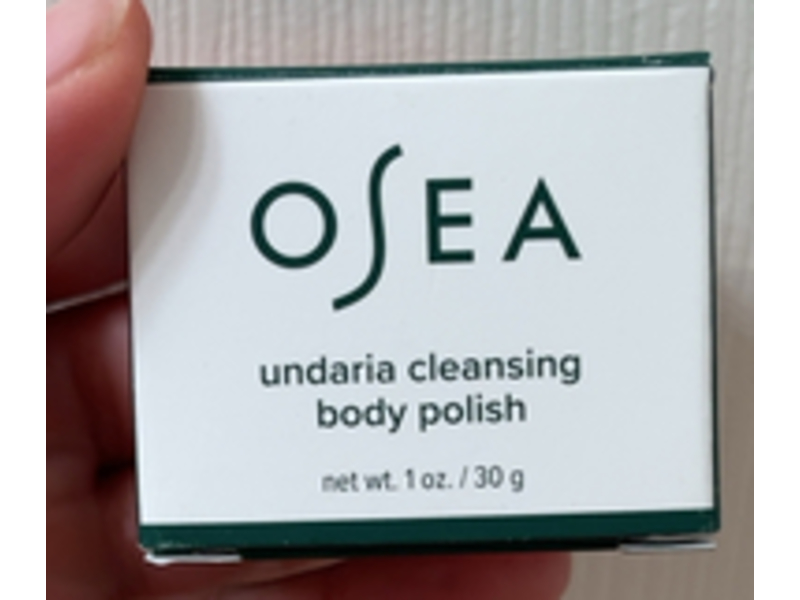 OSEA
undaria cleansing
body polish
net wt. 1 oz. / 30 g